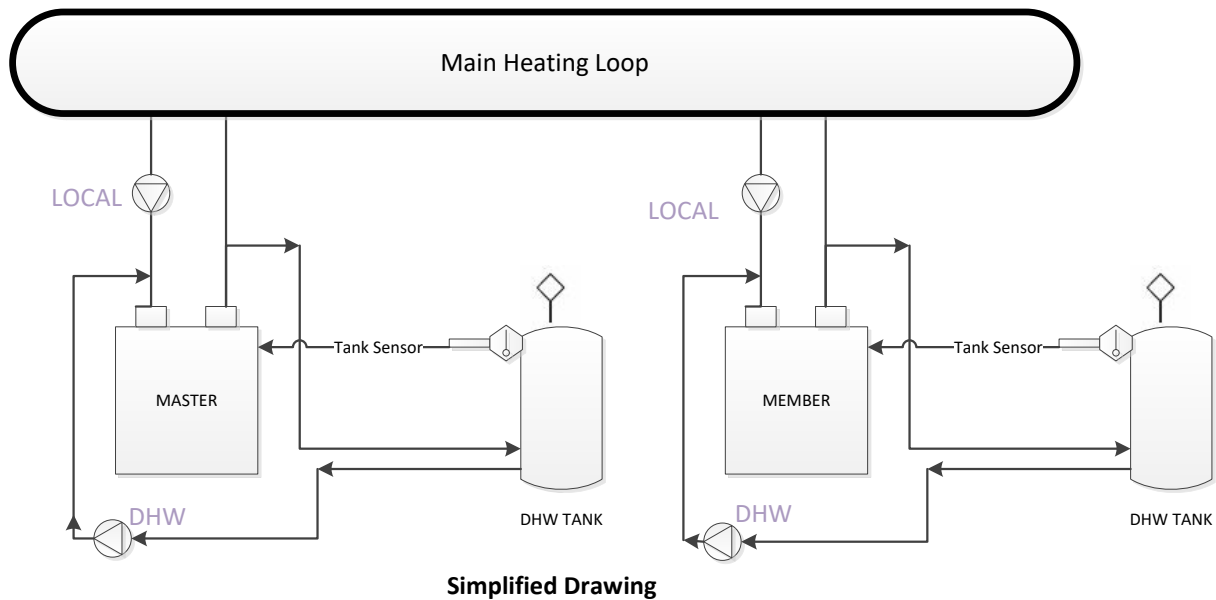 Main Heating Loop
LOCAL
LOCAL
Tank Sensor
Tank Sensor
MASTER
MEMBER
DHW
DHW
DHW TANK
DHW TANK
Simplified Drawing